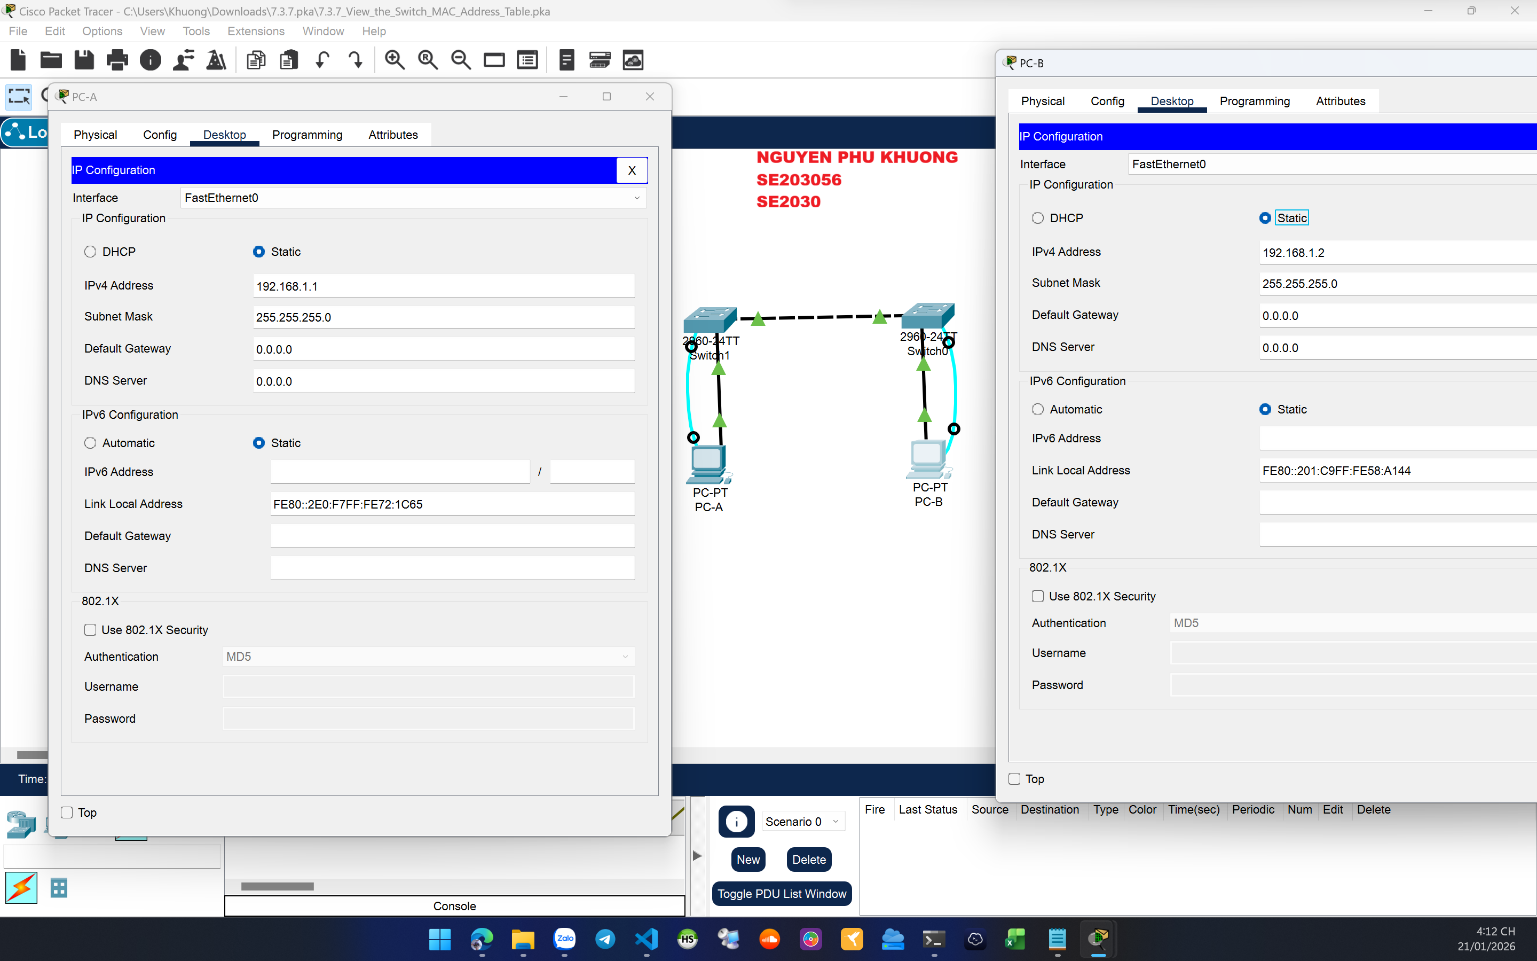 Cisco Packet Tracer - C:\Users\Khuong\Downloads\7.3.7.pka\7.3.7_View_the_Switch_MAC_Address_Table.pka
File Edit Options View Tools Extensions Window Help
PC-A
Physical Config Desktop Programming Attributes
IP Configuration X
Interface FastEthernet0
IP Configuration
DHCP Static
IPv4 Address 192.168.1.1
Subnet Mask 255.255.255.0
Default Gateway 0.0.0.0
DNS Server 0.0.0.0
IPv6 Configuration
Automatic Static
IPv6 Address /
Link Local Address FE80::2E0:F7FF:FE72:1C65
Default Gateway
DNS Server
802.1X
Use 802.1X Security
Authentication MD5
Username
Password
Top
Lo
Time:
NGUYEN PHU KHUONG
SE203056
SE2030
2960-24TT
Switch1
2960-24TT
Switch0
PC-PT
PC-A
PC-PT
PC-B
PC-B
Physical Config Desktop Programming Attributes
IP Configuration
Interface FastEthernet0
IP Configuration
DHCP Static
IPv4 Address 192.168.1.2
Subnet Mask 255.255.255.0
Default Gateway 0.0.0.0
DNS Server 0.0.0.0
IPv6 Configuration
Automatic Static
IPv6 Address
Link Local Address FE80::201:C9FF:FE58:A144
Default Gateway
DNS Server
802.1X
Use 802.1X Security
Authentication MD5
Username
Password
Top
Scenario 0
New Delete
Toggle PDU List Window
Fire Last Status Source Destination Type Color Time(sec) Periodic Num Edit Delete
Console
Zalo
HS
4:12 CH
21/01/2026